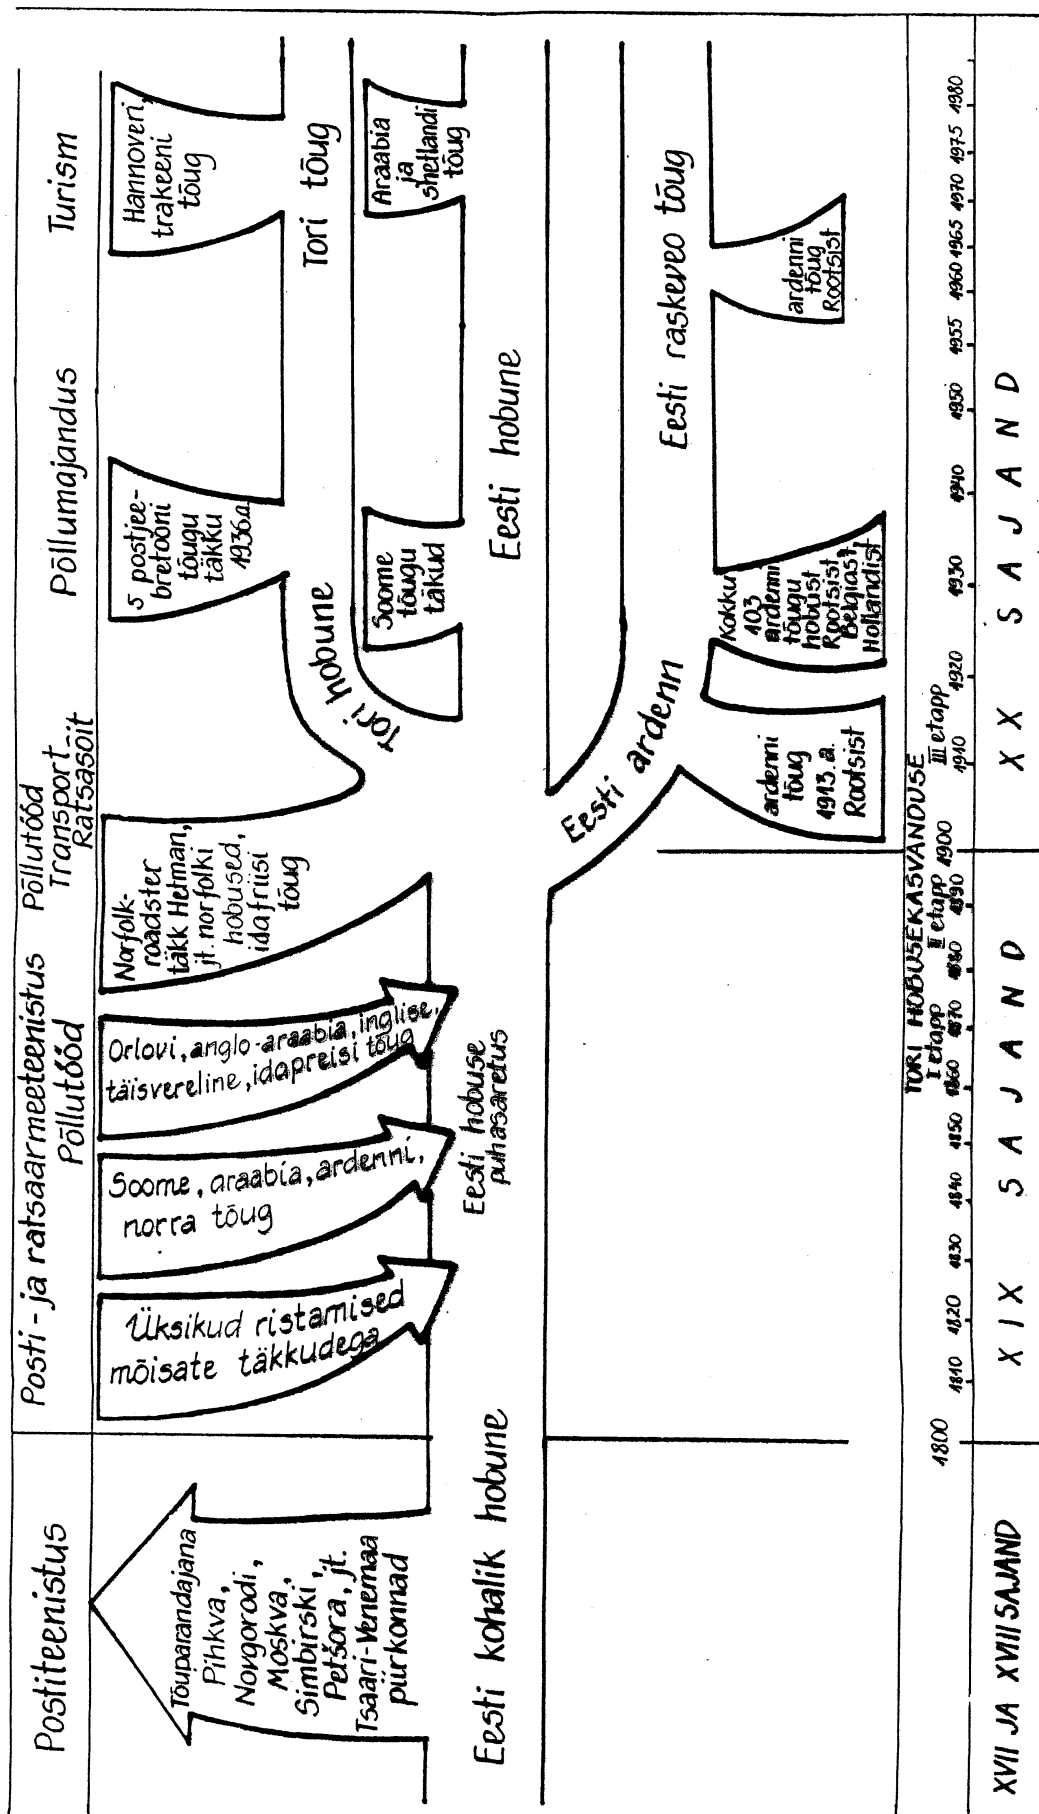 Postiteenistus
Posti- ja ratsaarmeeteenistus
Põllutööd
Põllutööd
Transport
Ratsasõit
Põllumajandus
Turism
Tõuparandajana
Pihkva,
Novgorodi,
Moskva,
Simbirski,
Petšora, jt.
Tsaari-Venemaa
piirkonnad
Üksikud ristamised
mõisate täkkudega
Soome, araabia, ardenni,
norra tõug
Orlovi, anglo-araabia, inglise,
täisvereline, idapreisi tõug
Norfolk-
roadster
täkk Hetman,
jt. norfolki
hobused,
idafriisi
tõug
5 postjee-
bretooni
tõugu
täkku
1936.a.
Hannoveri,
trakeeni
tõug
Tori hobune
Tori tõug
Soome
tõugu
täkud
Araabia
ja
shetlandi
tõug
Eesti kohalik hobune
Eesti hobuse
puhasaretus
Eesti hobune
Eesti ardenn
Eesti raskeveo tõug
ardenni
tõug
1913.a.
Rootsist
Kokku
103
ardenni
tõugu
hobust
Rootsist
Belgiast,
Hollandist
ardenni
tõug
Rootsist
TORI HOBUSEKASVANDUSE
I etapp II etapp III etapp
1800 1810 1820 1830 1840 1850 1860 1870 1880 1890 1900 1910 1920 1930 1940 1950 1955 1960 1965 1970 1975 1980
XVII JA XVIII SAJAND
XIX SAJAND
XX SAJAND